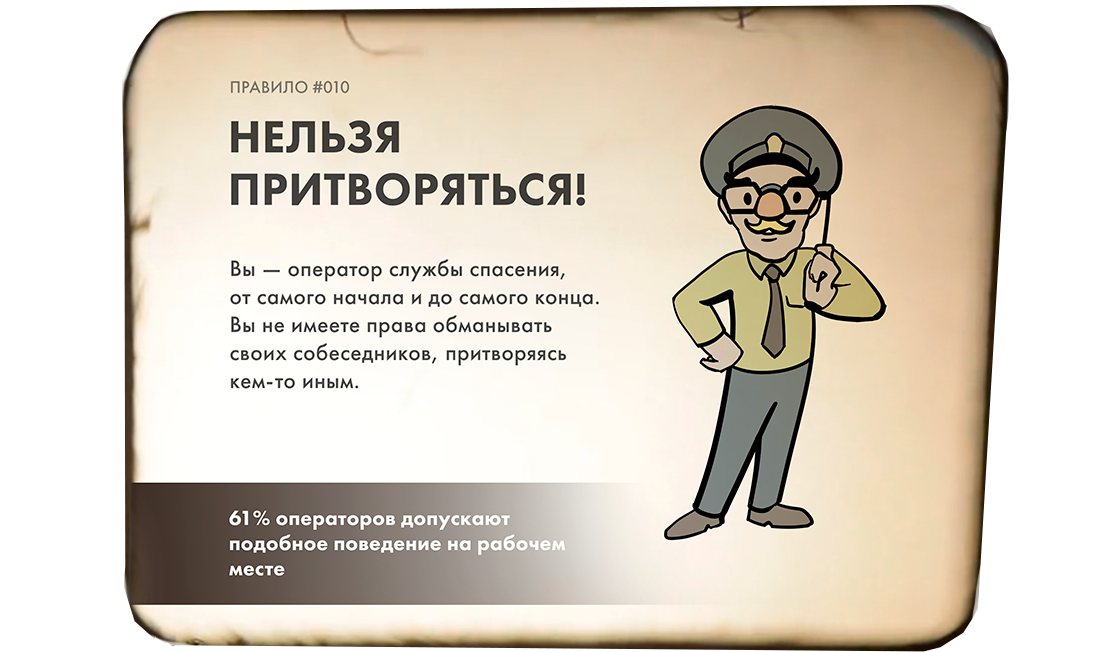 ПРАВИЛО #010
НЕЛЬЗЯ
ПРИТВОРЯТЬСЯ!
Вы — оператор службы спасения,
от самого начала и до самого конца.
Вы не имеете права обманывать
своих собеседников, притворяясь
кем-то иным.
61% операторов допускают
подобное поведение на рабочем
месте